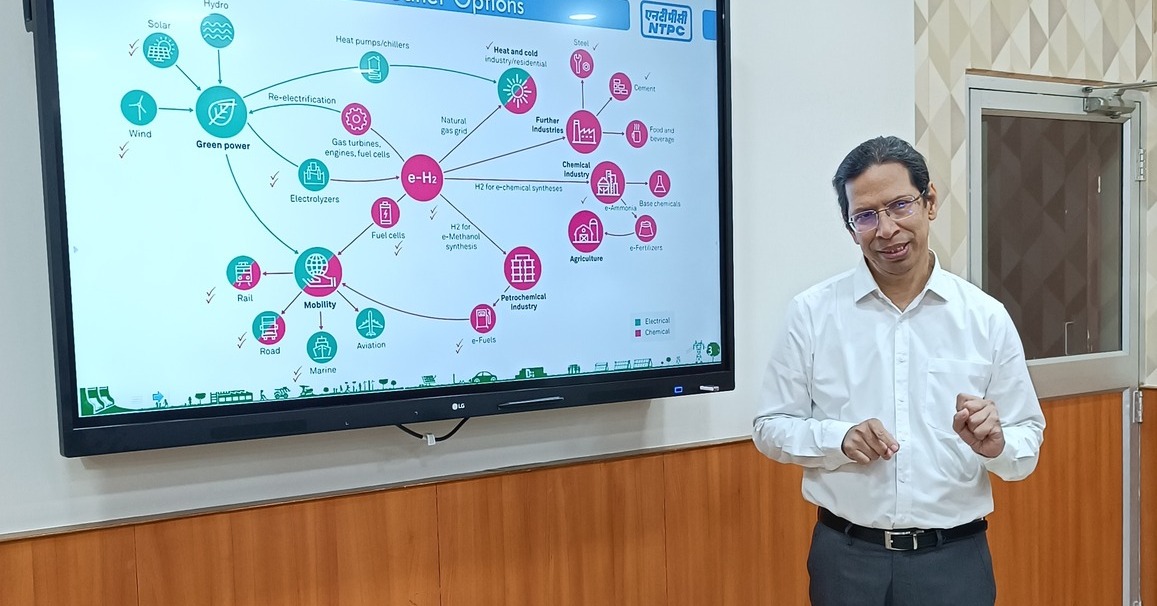 Options
एनटीपीसी
NTPC
Hydro
Solar
Wind
Green power
Heat pumps/chillers
Re-electrification
Gas turbines,
engines, fuel cells
Electrolyzers
e-H₂
Natural
gas grid
Heat and cold
industry/residential
Steel
Cement
Further
Industries
Food and
beverage
Chemical
Industry
H2 for e-chemical syntheses
Base chemicals
e-Ammonia
e-Fertilizers
Agriculture
Fuel cells
H2 for
e-Methanol
synthesis
Petrochemical
Industry
e-Fuels
Mobility
Rail
Road
Marine
Aviation
Electrical
Chemical
3
LG